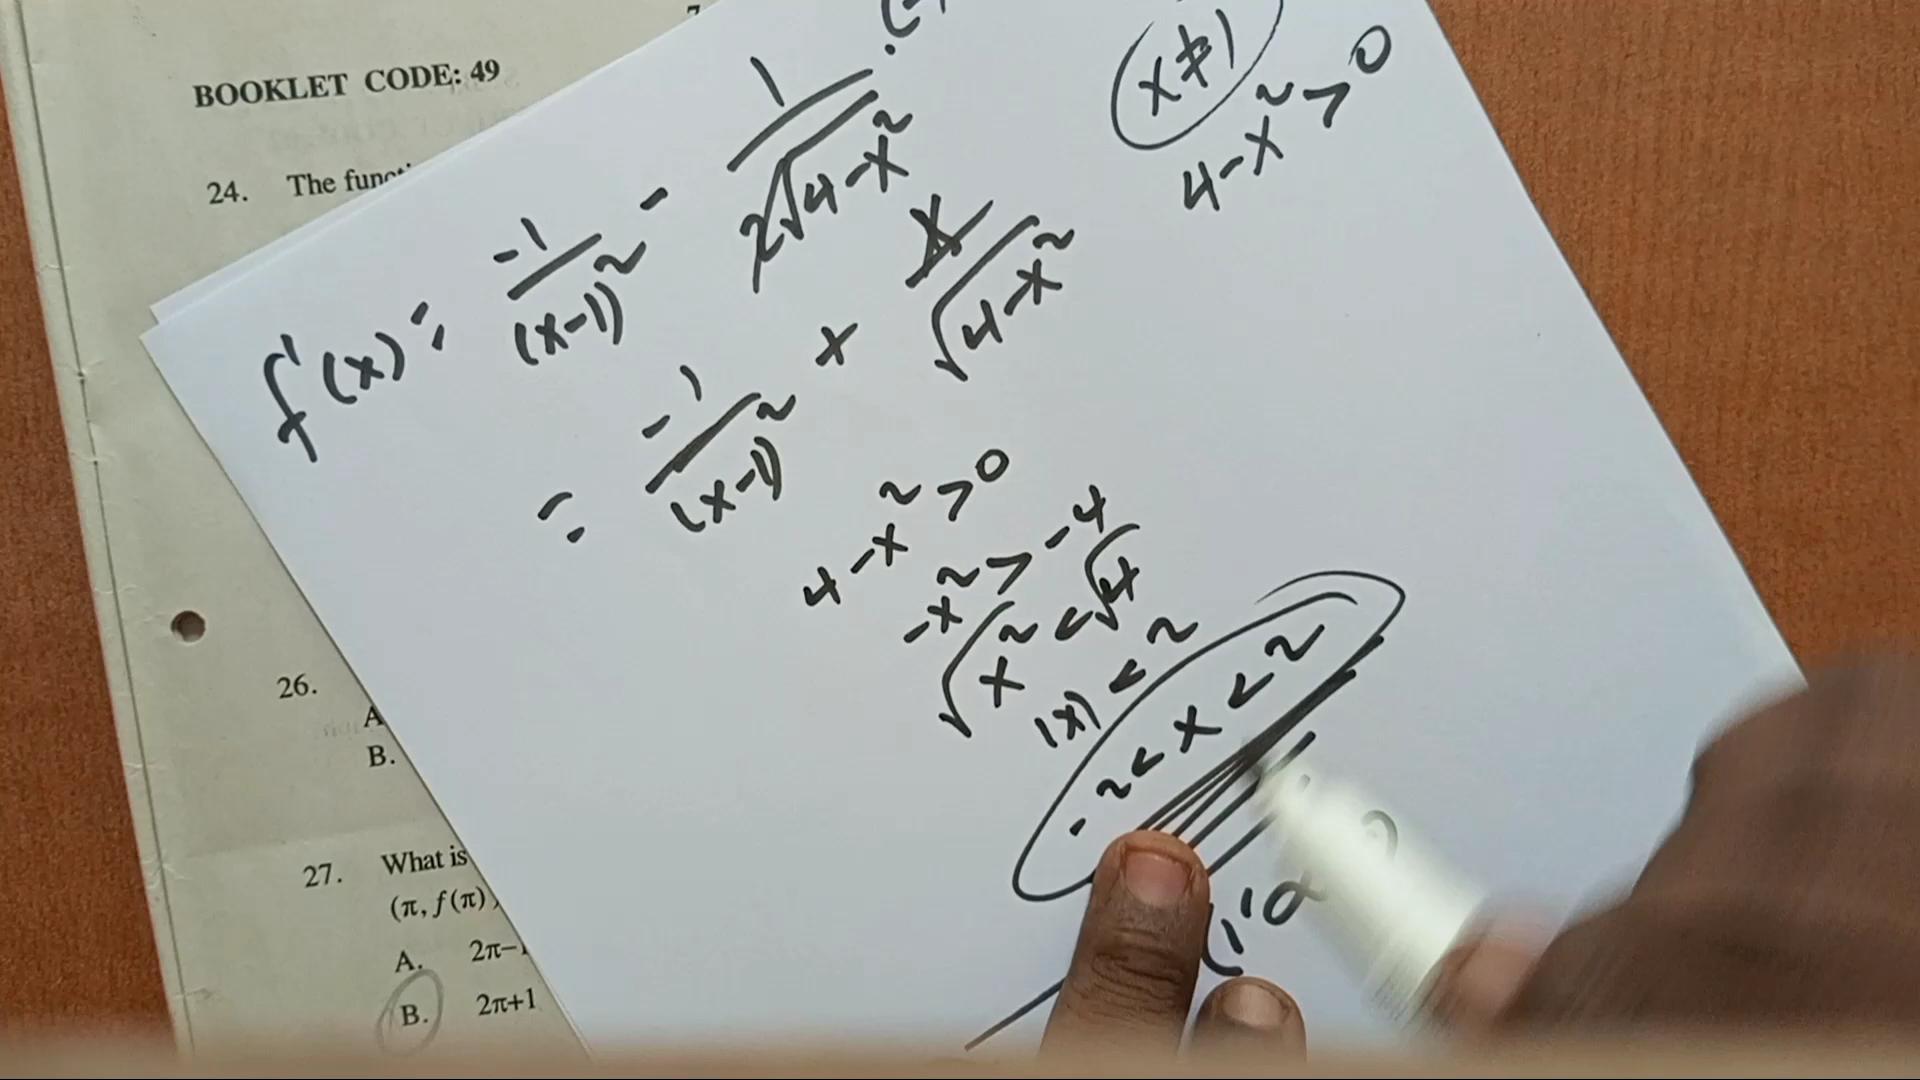 BOOKLET CODE: 49
24. The func
x ≠ 1
4-x² > 0
f'(x) = -1/(x-1)² - 1/2√4-x² .(-
= -1/(x-1)² + x/√4-x²
4-x² > 0
-x² > -4
√x² < √4
|x| < 2
-2 < x < 2
26.
A
B.
27. What is
(π, f(π)
A. 2π-1
B. 2π+1